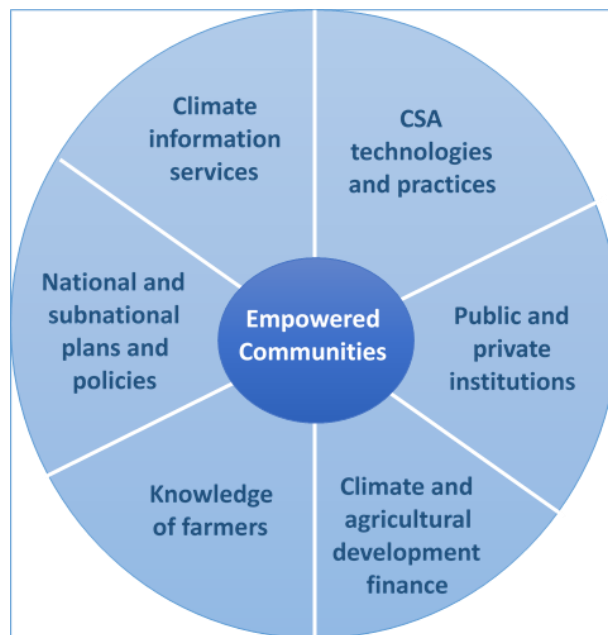 Climate
information
services
CSA
technologies
and practices
National and
subnational
plans and
policies
Empowered
Communities
Public and
private
institutions
Knowledge
of farmers
Climate and
agricultural
development
finance